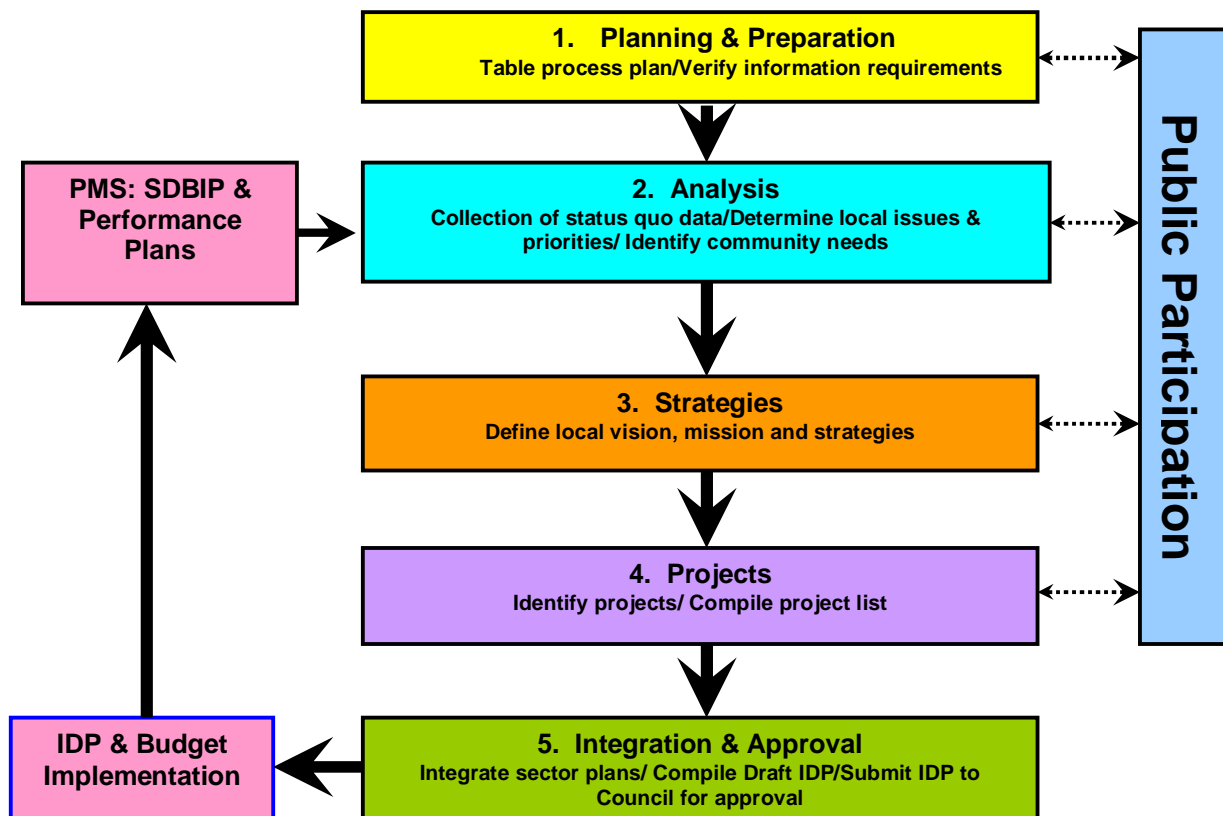 1. Planning & Preparation
Table process plan/Verify information requirements
PMS: SDBIP &
Performance
Plans
2. Analysis
Collection of status quo data/Determine local issues &
priorities/ Identify community needs
3. Strategies
Define local vision, mission and strategies
4. Projects
Identify projects/ Compile project list
IDP & Budget
Implementation
5. Integration & Approval
Integrate sector plans/ Compile Draft IDP/Submit IDP to
Council for approval
Public Participation